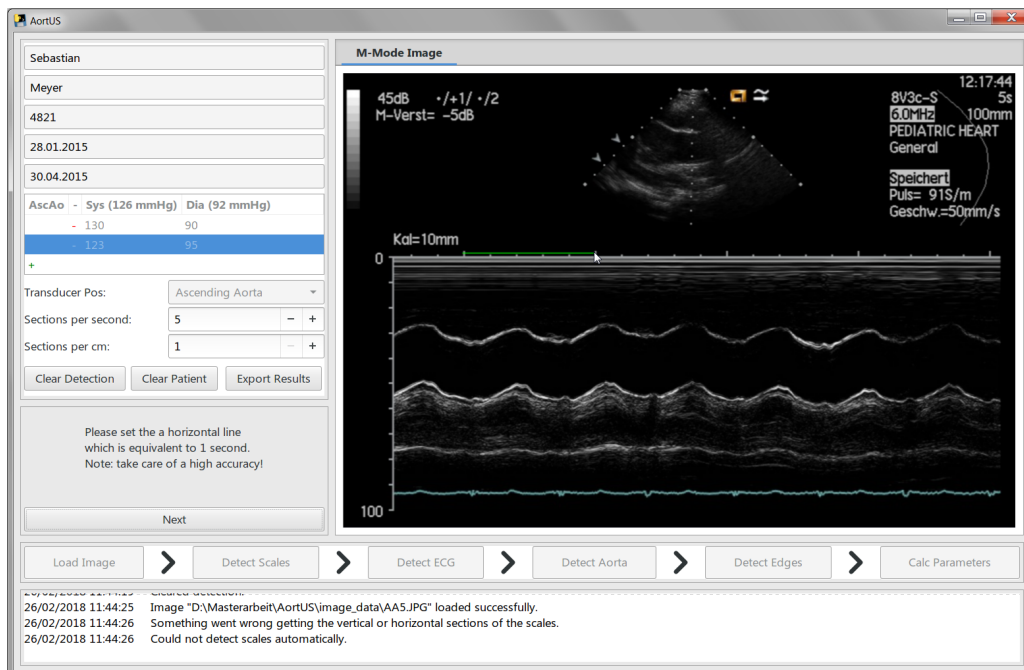 AortUS
Sebastian
Meyer
4821
28.01.2015
30.04.2015
AscAo - Sys (126 mmHg) Dia (92 mmHg)
- 130 90
- 123 95
+
Transducer Pos: Ascending Aorta
Sections per second: 5 − +
Sections per cm: 1 − +
Clear Detection Clear Patient Export Results
Please set the a horizontal line
which is equivalent to 1 second.
Note: take care of a high accuracy!
Next
M-Mode Image
45dB •/+1/ •/2
M-Verst= -5dB
12:17:44
8V3c-S 5s
6.0MHz 100mm
PEDIATRIC HEART
General
Speichert
Puls= 91S/m
Geschw.=50mm/s
Kal=10mm
0
100
Load Image Detect Scales Detect ECG Detect Aorta Detect Edges Calc Parameters
26/02/2018 11:44:25 Image "D:\Masterarbeit\AortUS\image_data\AA5.JPG" loaded successfully.
26/02/2018 11:44:26 Something went wrong getting the vertical or horizontal sections of the scales.
26/02/2018 11:44:26 Could not detect scales automatically.